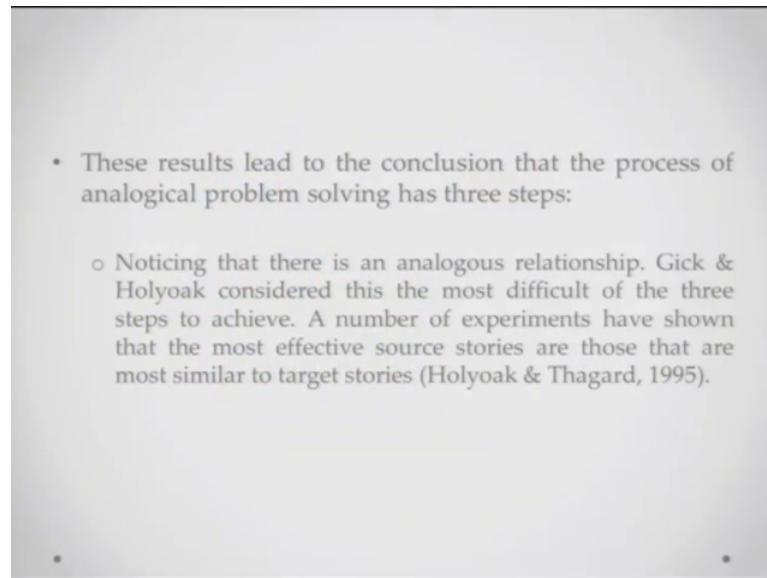 • These results lead to the conclusion that the process of
analogical problem solving has three steps:
o Noticing that there is an analogous relationship. Gick &
Holyoak considered this the most difficult of the three
steps to achieve. A number of experiments have shown
that the most effective source stories are those that are
most similar to target stories (Holyoak & Thagard, 1995).